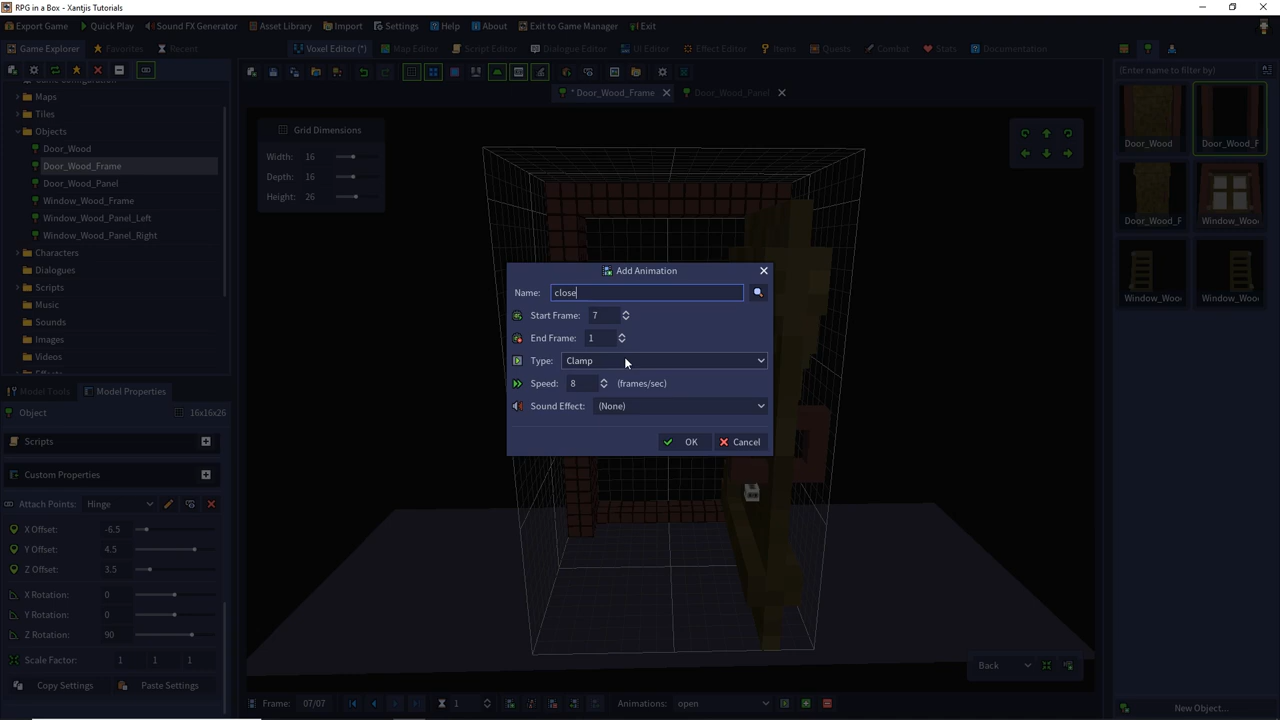 RPG in a Box - Xantjis Tutorials
Export Game Quick Play Sound FX Generator Asset Library Import Settings Help About Exit to Game Manager Exit
Game Explorer Favorites Recent Voxel Editor (*) Map Editor Script Editor Dialogue Editor UI Editor Effect Editor Items Quests Combat Stats Documentation
(Enter name to filter by)
* Door_Wood_Frame Door_Wood_Panel
Maps
Tiles
Objects
Door_Wood
Door_Wood_Frame
Door_Wood_Panel
Window_Wood_Frame
Window_Wood_Panel_Left
Window_Wood_Panel_Right
Characters
Dialogues
Scripts
Music
Sounds
Images
Videos
Model Tools Model Properties
Object 16x16x26
Scripts
Custom Properties
Attach Points: Hinge
X Offset: -6.5
Y Offset: 4.5
Z Offset: 3.5
X Rotation: 0
Y Rotation: 0
Z Rotation: 90
Scale Factor: 1 1 1
Copy Settings Paste Settings
Grid Dimensions
Width: 16
Depth: 16
Height: 26
Add Animation
Name: close
Start Frame: 7
End Frame: 1
Type: Clamp
Speed: 8 (frames/sec)
Sound Effect: (None)
OK Cancel
Back
Frame: 07/07 1 Animations: open
Door_Wood Door_Wood_F
Door_Wood_F Window_Woo
Window_Woo Window_Woo
New Object...